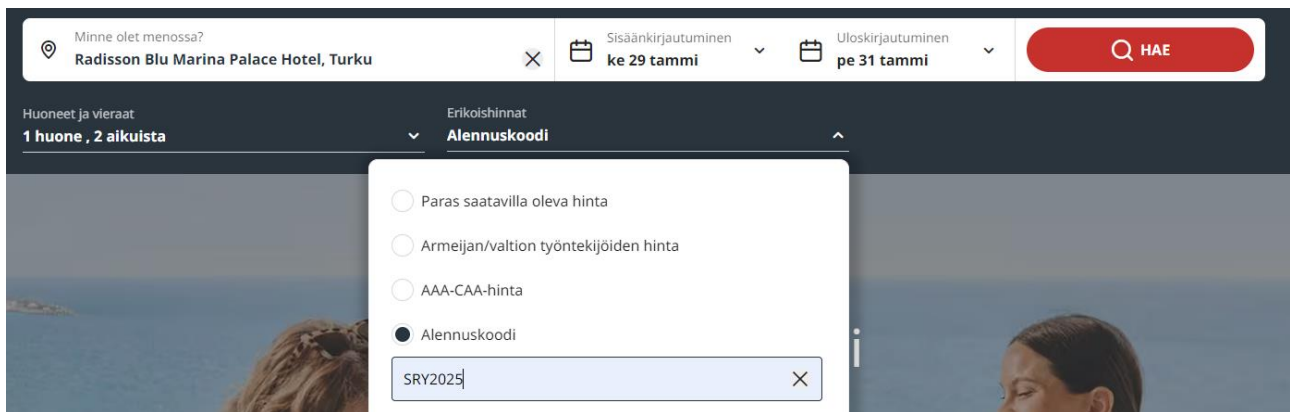 Minne olet menossa?
Radisson Blu Marina Palace Hotel, Turku
Sisäänkirjautuminen
ke 29 tammi
Uloskirjautuminen
pe 31 tammi
HAE
Huoneet ja vieraat
1 huone , 2 aikuista
Erikoishinnat
Alennuskoodi
Paras saatavilla oleva hinta
Armeijan/valtion työntekijöiden hinta
AAA-CAA-hinta
Alennuskoodi
SRY2025